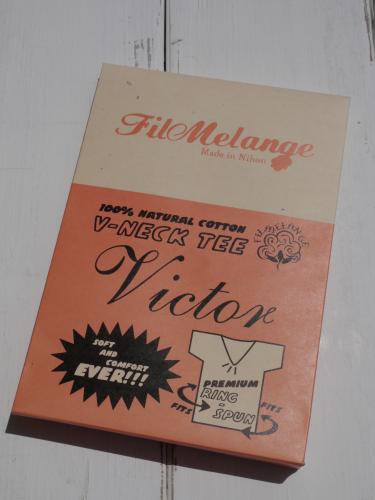 FilMelange
Made in Nihon
100% NATURAL COTTON
V-NECK TEE
FILMELANGE
Victor
SOFT
AND
COMFORT
EVER!!!
PREMIUM
RING
-
SPUN
FITS
FITS